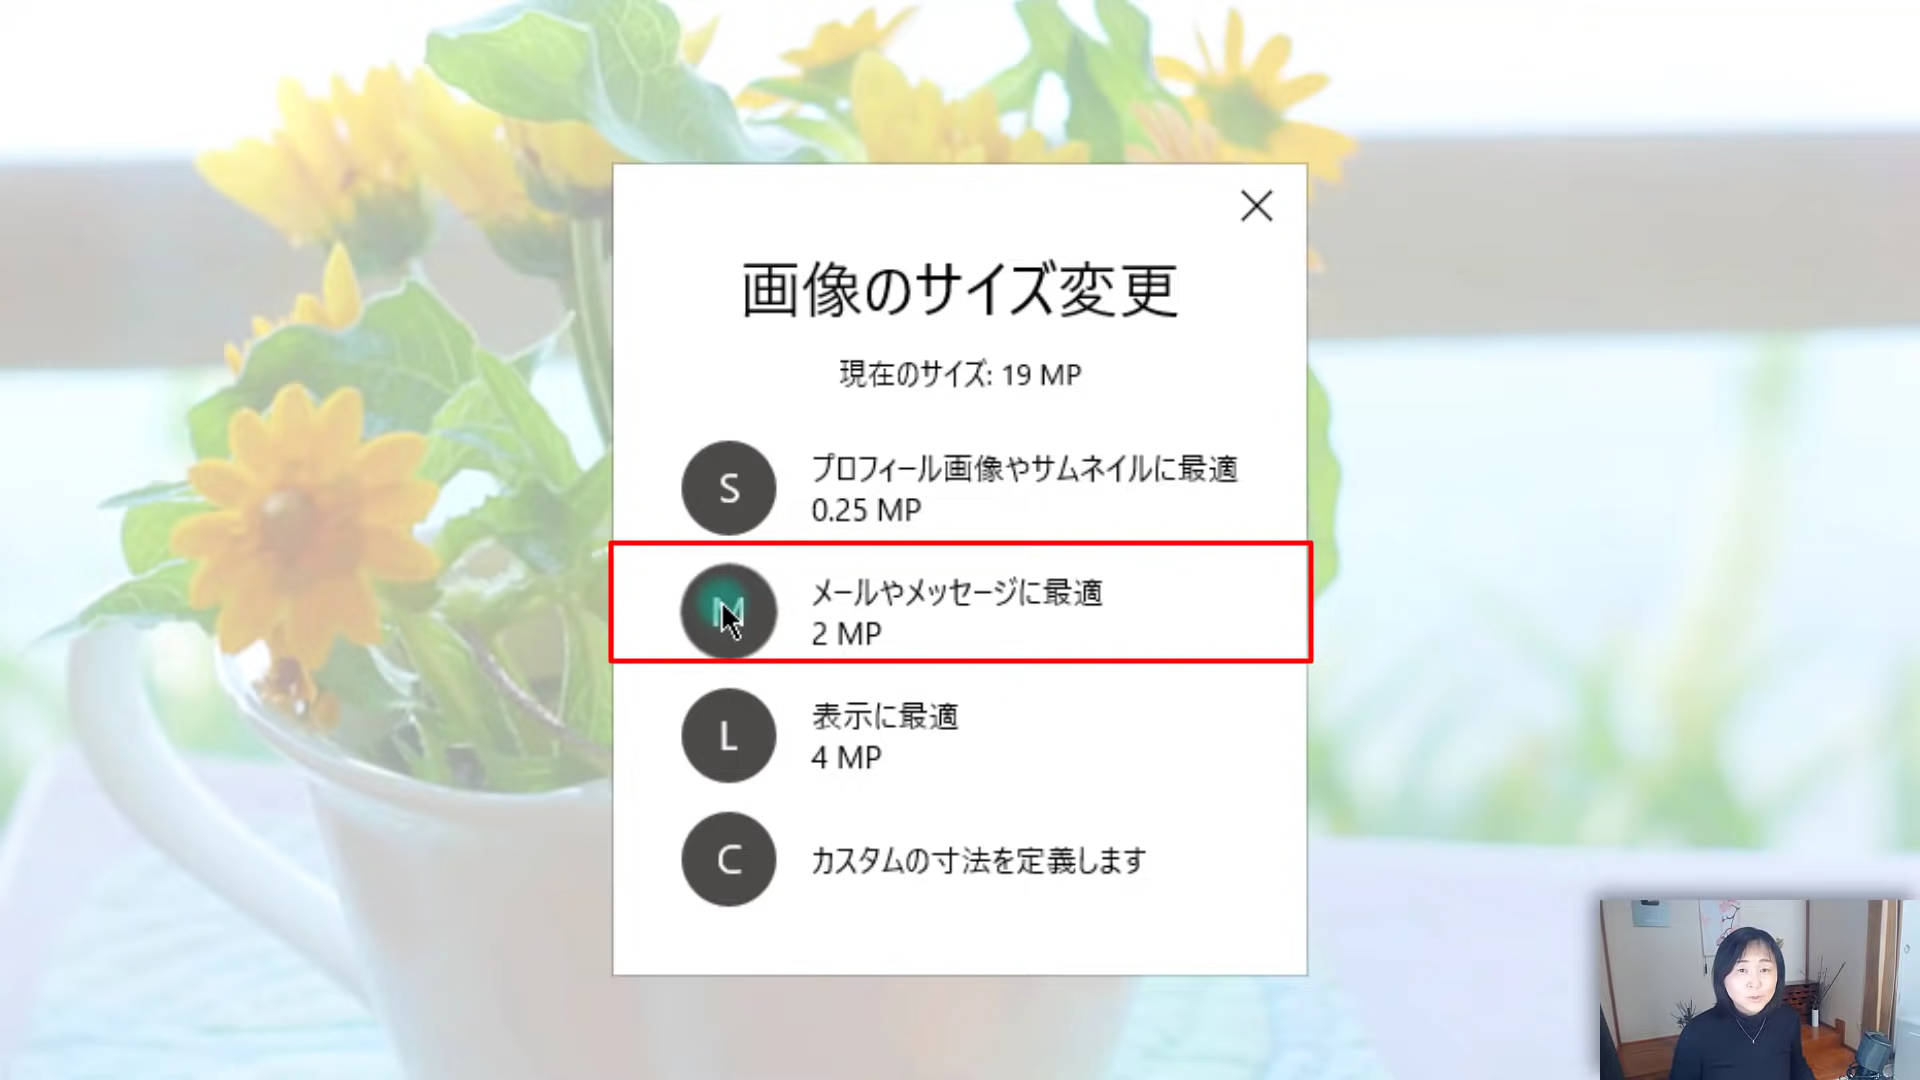 画像のサイズ変更
現在のサイズ: 19 MP
S
プロフィール画像やサムネイルに最適
0.25 MP
M
メールやメッセージに最適
2 MP
L
表示に最適
4 MP
C
カスタムの寸法を定義します